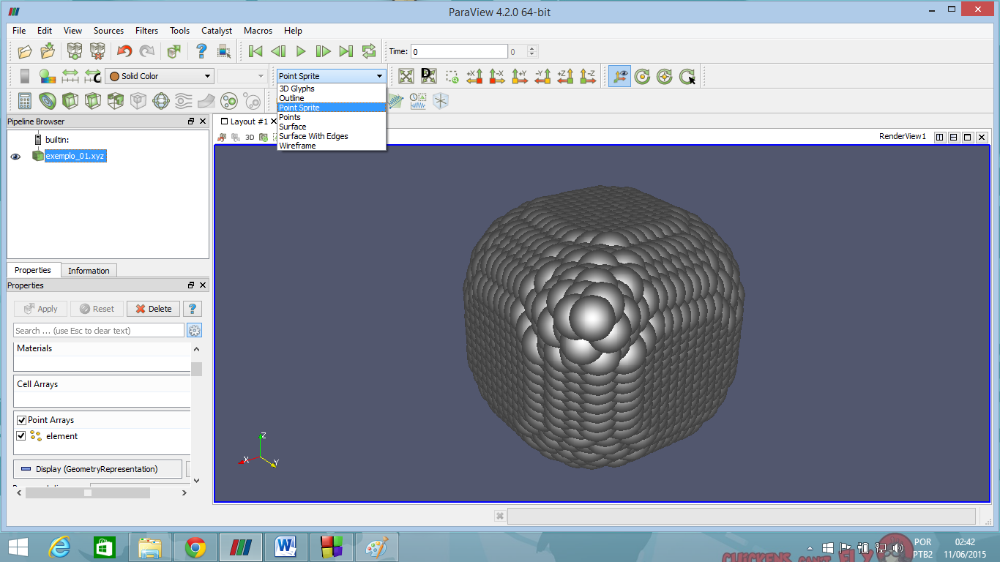 ParaView 4.2.0 64-bit
File Edit View Sources Filters Tools Catalyst Macros Help
Time: 0 0
Solid Color
Point Sprite
3D Glyphs
Outline
Point Sprite
Points
Surface
Surface With Edges
Wireframe
Pipeline Browser
builtin:
exemplo_01.xyz
Layout #1
3D
RenderView1
Properties Information
Properties
Apply Reset Delete ?
Search ... (use Esc to clear text)
Materials
Cell Arrays
Point Arrays
element
Display (GeometryRepresentation)
Z
X
Y
POR 02:42
PTB2 11/06/2015
CHICKENS CAN'T FLY